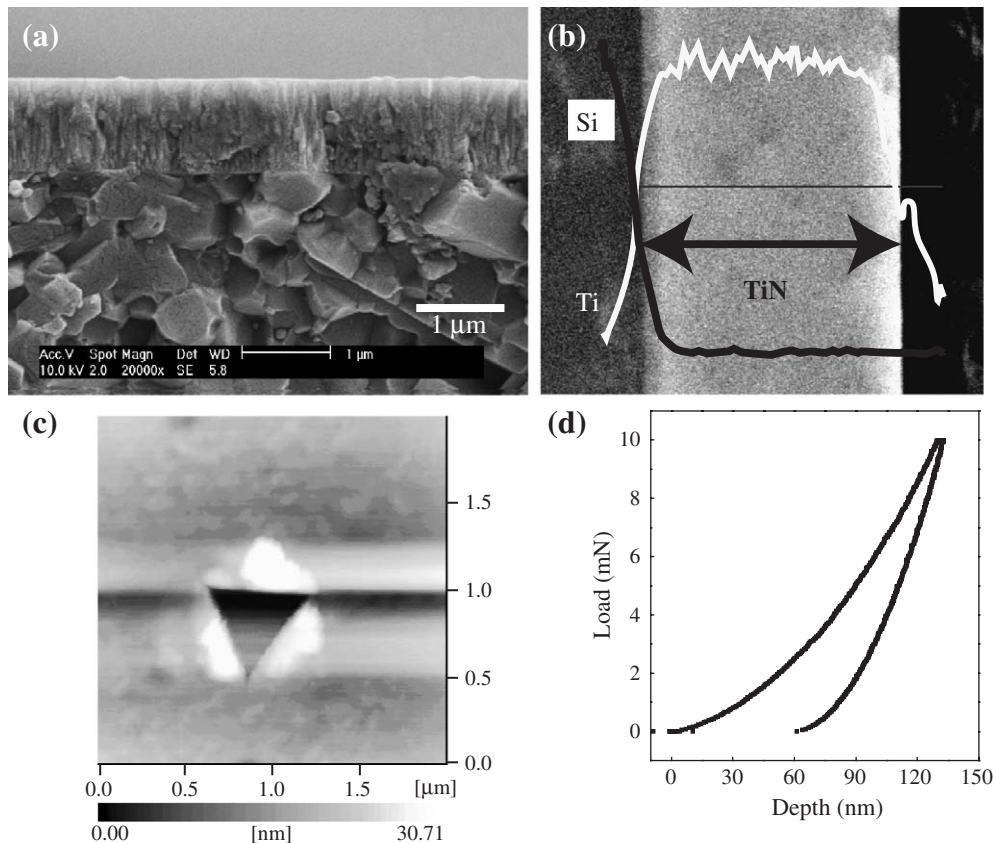 (a)
1 µm
Acc.V Spot Magn Det WD 1 µm
10.0 kV 2.0 20000x SE 5.8
(b)
Si
Ti
TiN
(c)
1.5
1.0
0.5
0.0
0.0 0.5 1.0 1.5 [µm]
0.00 [nm] 30.71
(d)
10
8
6
4
2
0
Load (mN)
0 30 60 90 120 150
Depth (nm)